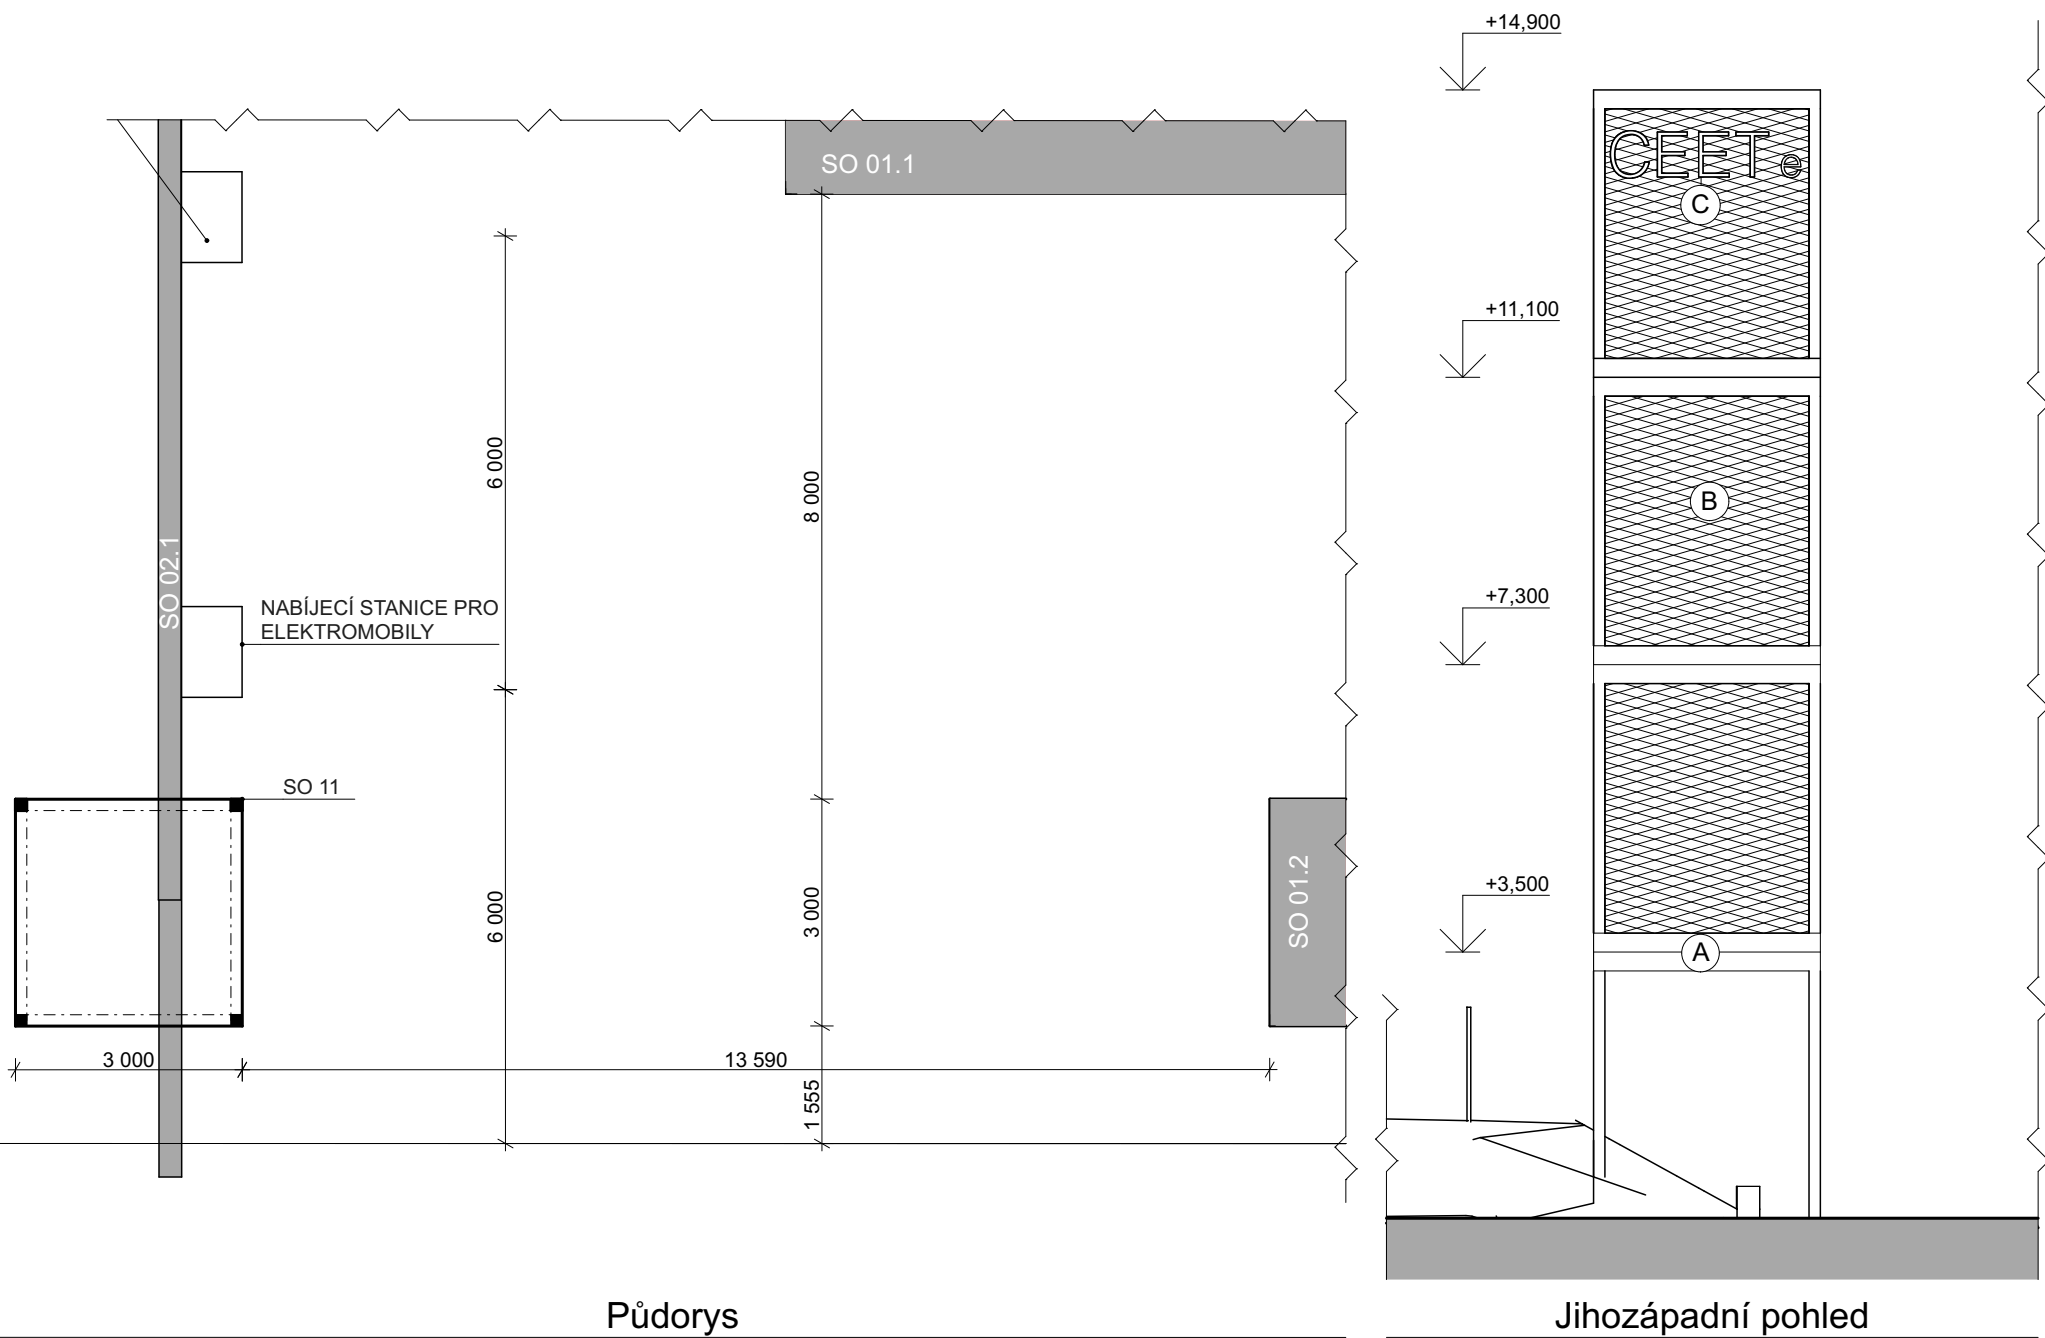 +14,900
SO 01.1
CEET e
C
+11,100
6 000
8 000
B
SO 02.1
NABÍJECÍ STANICE PRO
ELEKTROMOBILY
+7,300
SO 11
+3,500
6 000
3 000
SO 01.2
A
3 000
13 590
1 555
Půdorys
Jihozápadní pohled